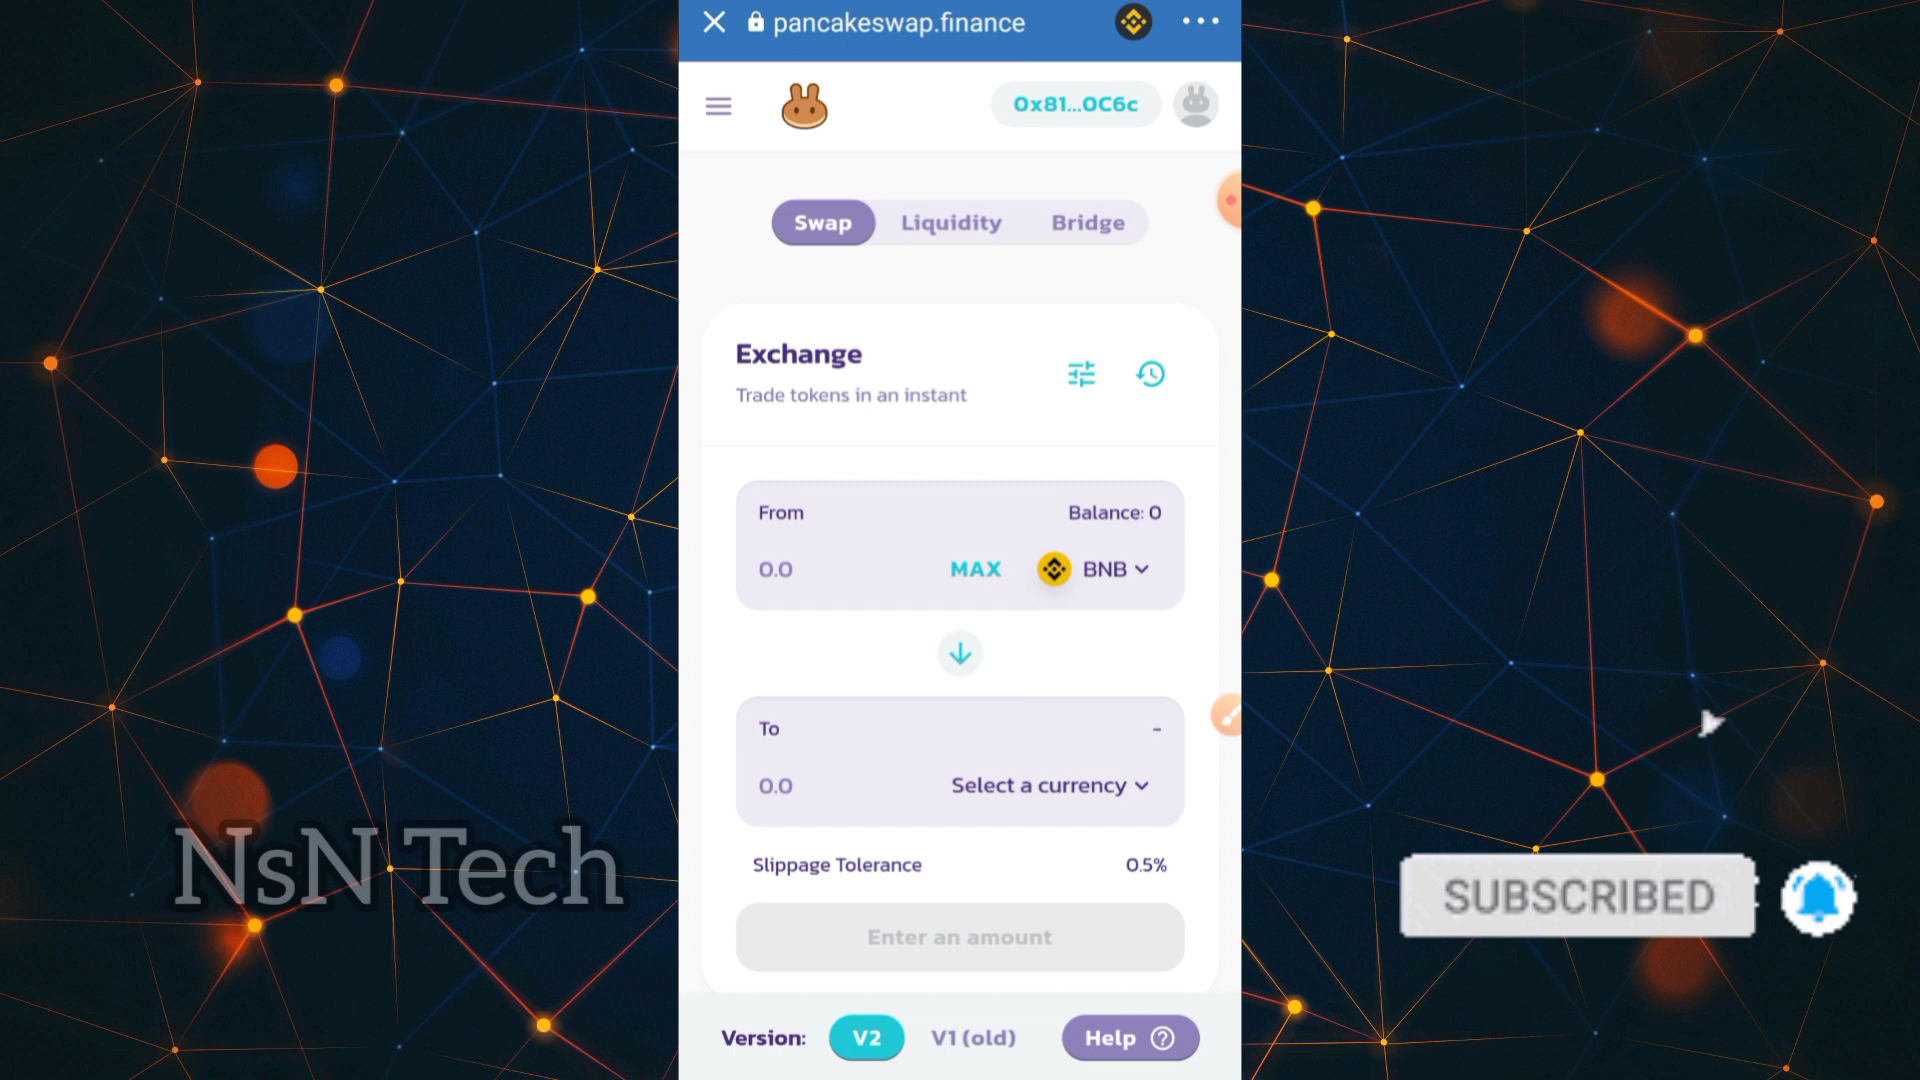 pancakeswap.finance
0x81...0C6c
Swap Liquidity Bridge
Exchange
Trade tokens in an instant
From Balance: 0
0.0 MAX BNB
To -
0.0 Select a currency
Slippage Tolerance 0.5%
Enter an amount
Version: V2 V1 (old) Help ?
NsN Tech
SUBSCRIBED